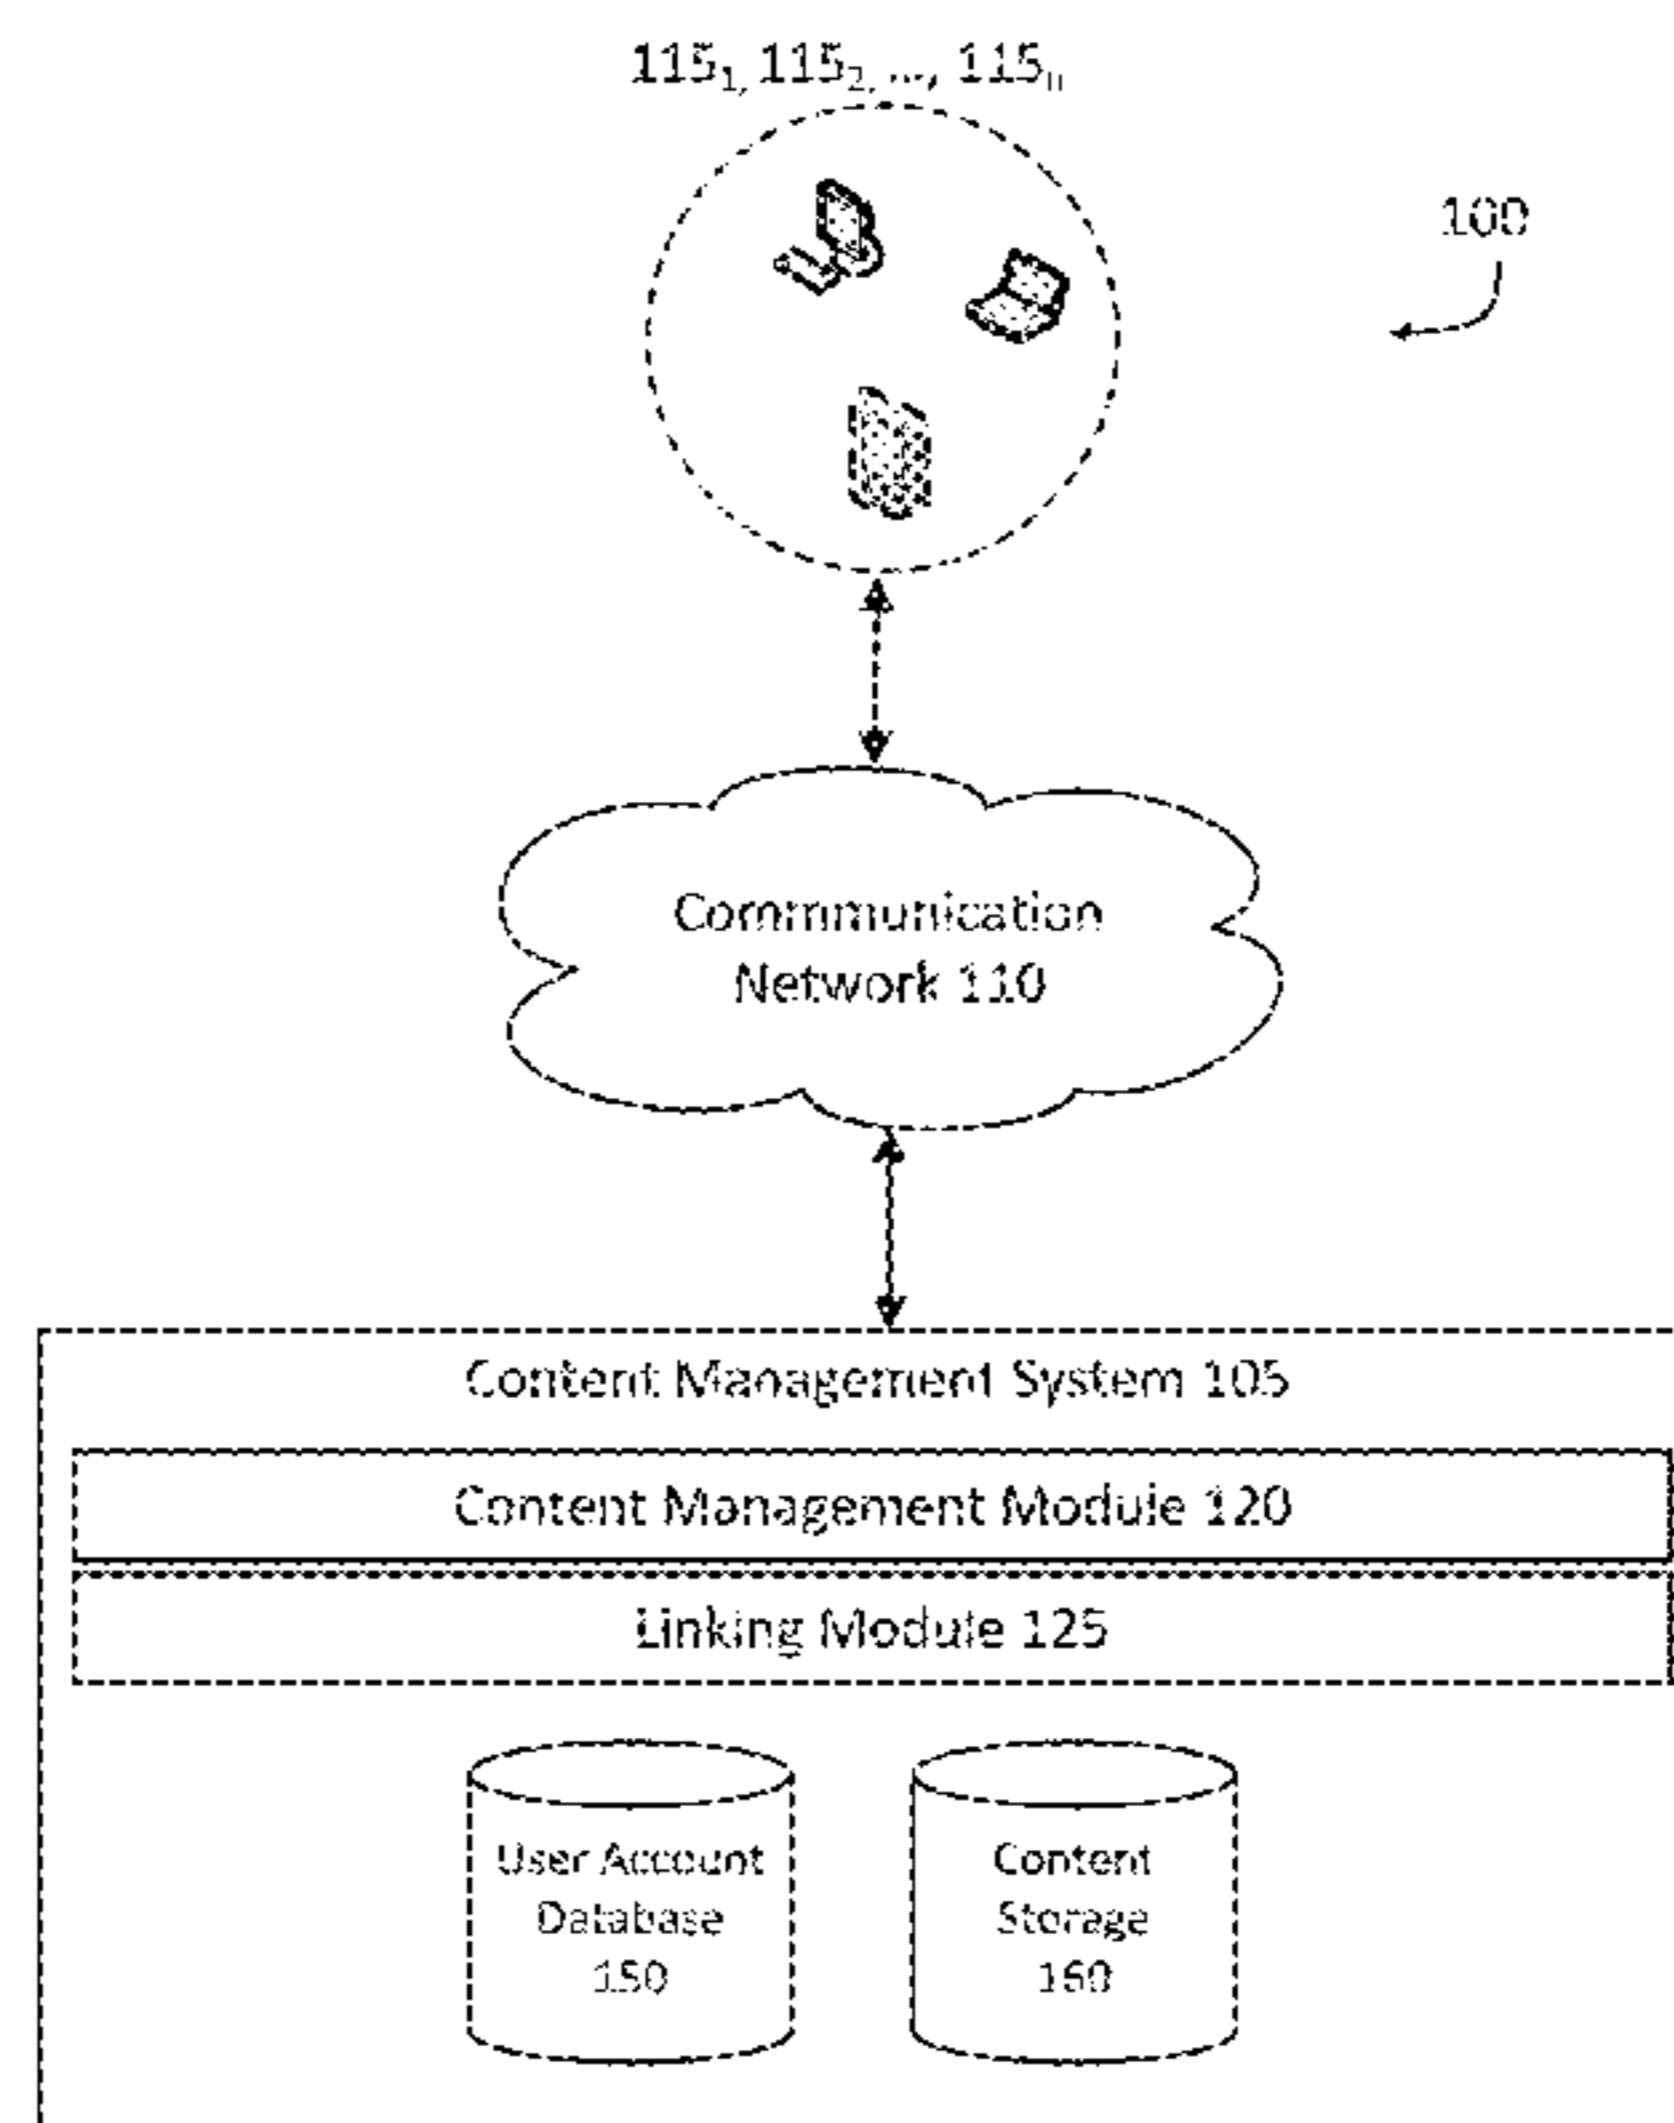 115₁, 115₂, ..., 115ₙ
100
Communication
Network 110
Content Management System 105
Content Management Module 120
Linking Module 125
User Account
Database
150
Content
Storage
160